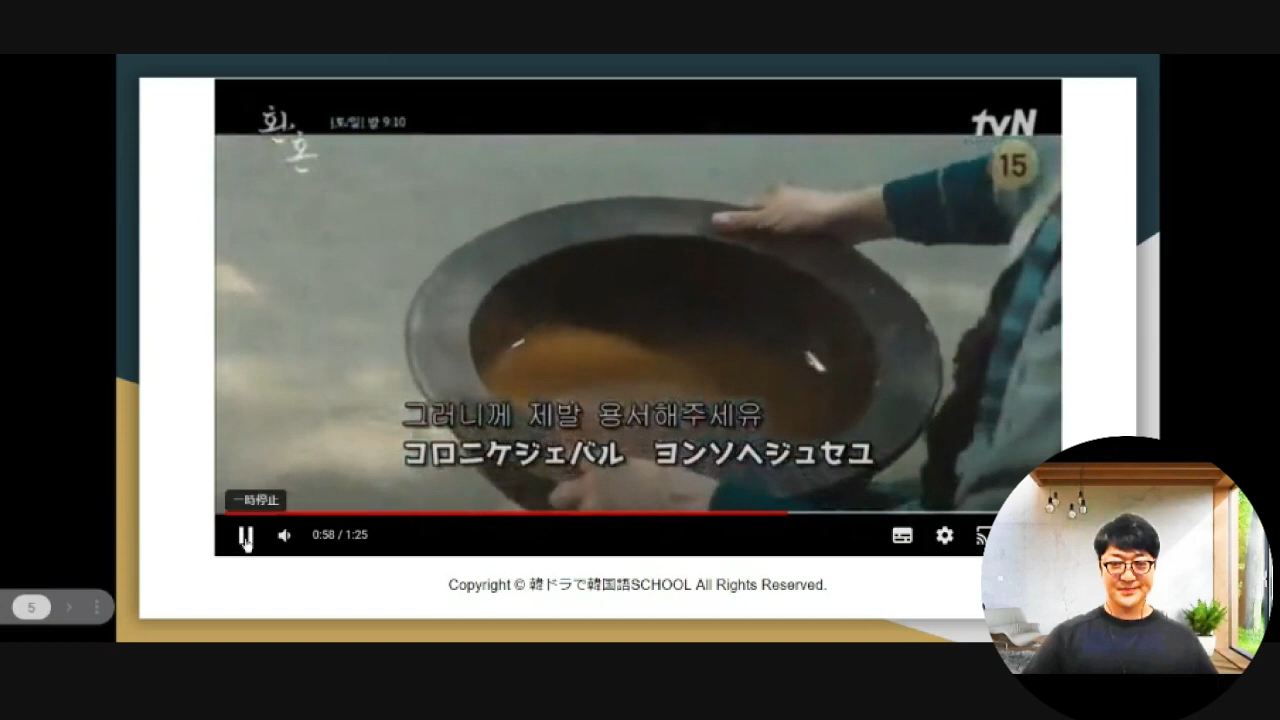 환혼
[토/일] 밤 9:10
tvN
15
그러니께 제발 용서해주세유
コロニケジェバル ヨンソヘジュセユ
一時停止
0:58 / 1:25
Copyright © 韓ドラで韓国語SCHOOL All Rights Reserved.
5